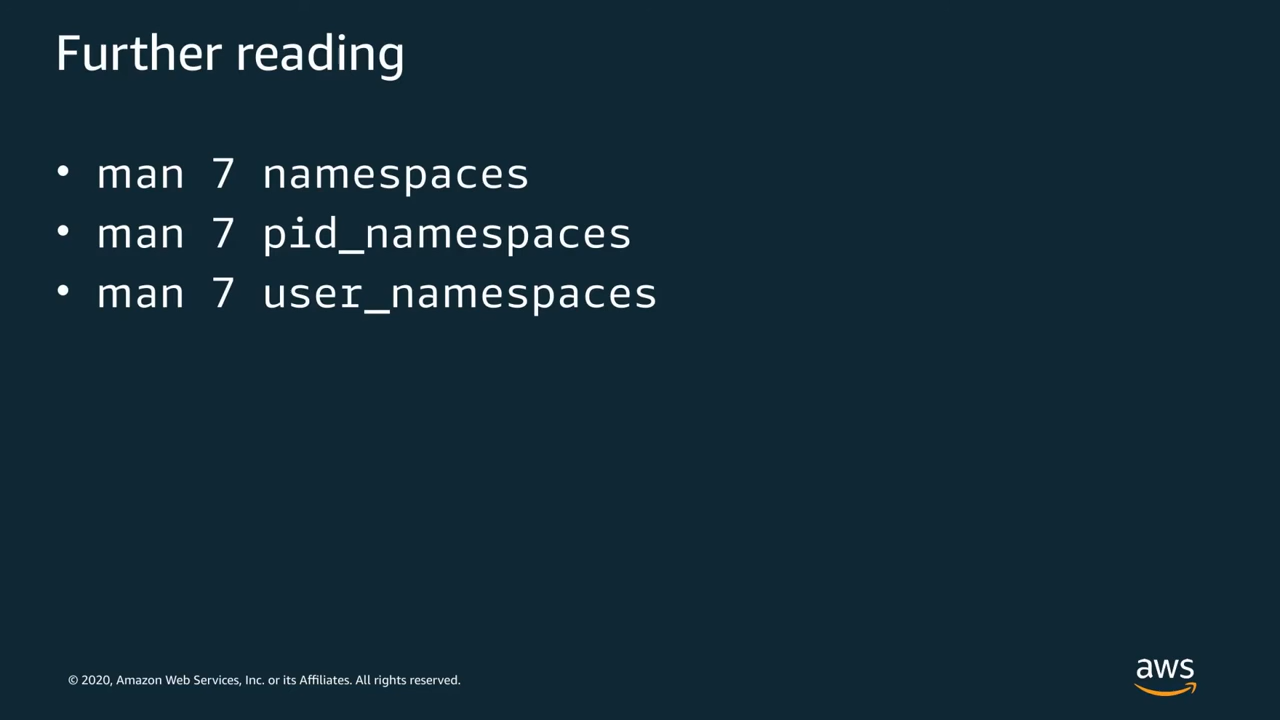 Further reading
• man 7 namespaces
• man 7 pid_namespaces
• man 7 user_namespaces
© 2020, Amazon Web Services, Inc. or its Affiliates. All rights reserved.
aws